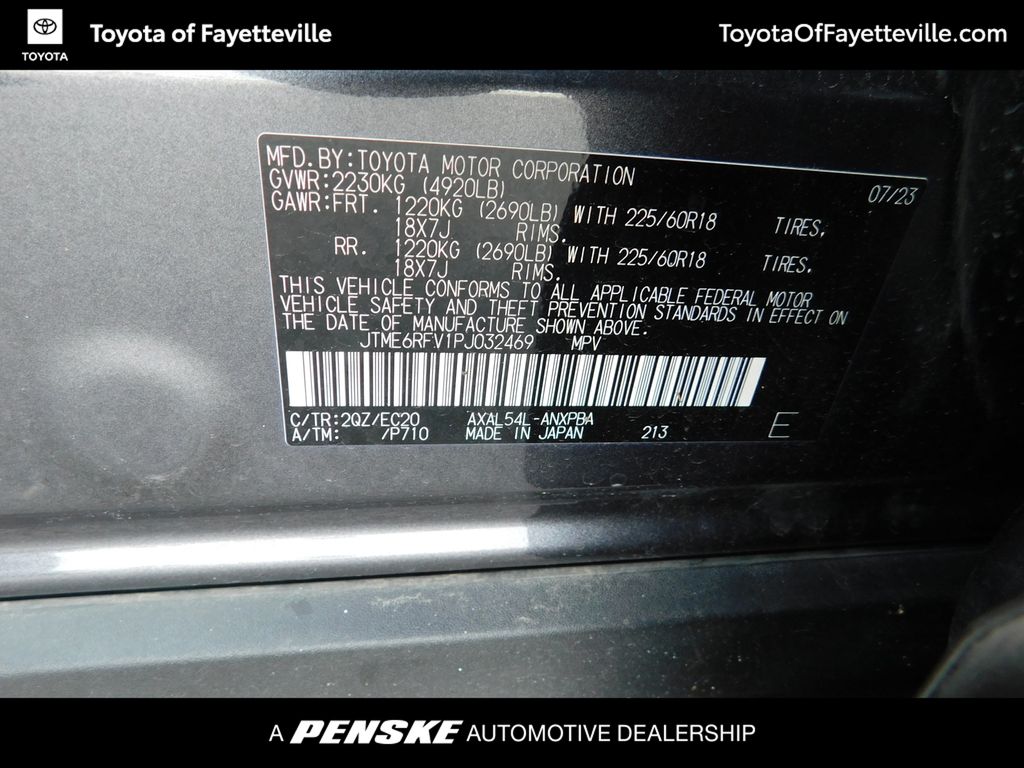 TOYOTA
Toyota of Fayetteville
ToyotaOfFayetteville.com
MFD.BY:TOYOTA MOTOR CORPORATION 07/23
GVWR:2230KG (4920LB)
GAWR:FRT. 1220KG (2690LB) WITH 225/60R18 TIRES,
18X7J RIMS.
RR. 1220KG (2690LB) WITH 225/60R18 TIRES.
18X7J RIMS.
THIS VEHICLE CONFORMS TO ALL APPLICABLE FEDERAL MOTOR
VEHICLE SAFETY AND THEFT PREVENTION STANDARDS IN EFFECT ON
THE DATE OF MANUFACTURE SHOWN ABOVE.
JTME6RFV1PJ032469 MPV
C/TR:2QZ/EC20 AXAL54L-ANXPBA
A/TM: /P710 MADE IN JAPAN 213 E
A PENSKE AUTOMOTIVE DEALERSHIP